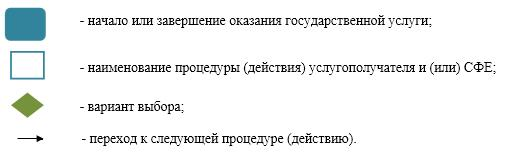 - начало или завершение оказания государственной услуги;
- наименование процедуры (действия) услугополучателя и (или) СФЕ;
- вариант выбора;
- переход к следующей процедуре (действию).